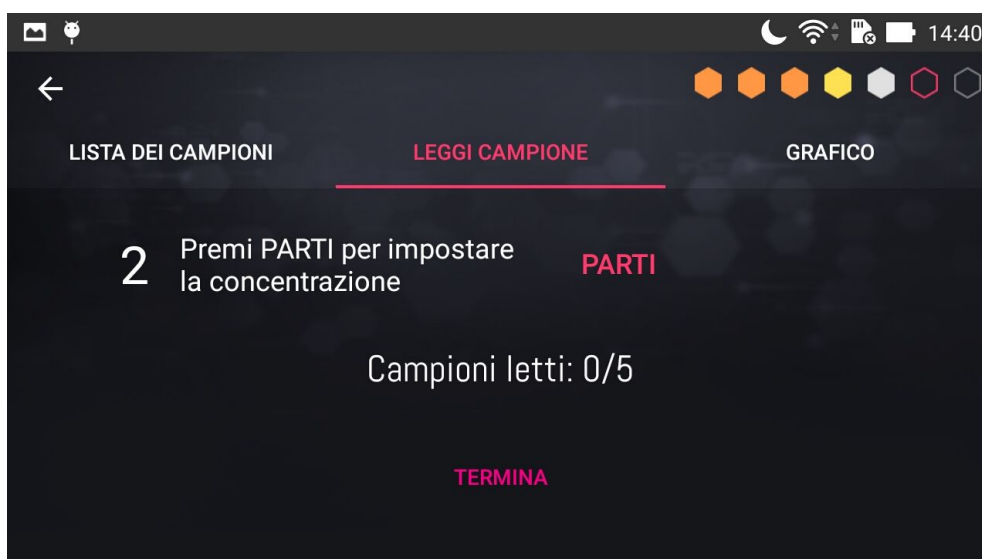 14:40
LISTA DEI CAMPIONI
LEGGI CAMPIONE
GRAFICO
2
Premi PARTI per impostare
la concentrazione
PARTI
Campioni letti: 0/5
TERMINA